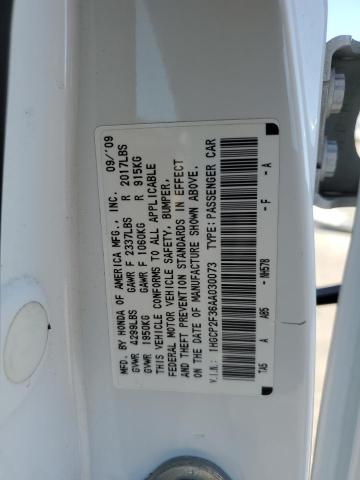 MFD. BY HONDA OF AMERICA MFG., INC. 09/'09
GVWR 4299LBS GAWR F 2337LBS R 2017LBS
GVWR 1950KG GAWR F 1060KG R 915KG
THIS VEHICLE CONFORMS TO ALL APPLICABLE
FEDERAL MOTOR VEHICLE SAFETY, BUMPER,
AND THEFT PREVENTION STANDARDS IN EFFECT
ON THE DATE OF MANUFACTURE SHOWN ABOVE.
V.I.N.: 1HGCP2F36AA030073 TYPE: PASSENGER CAR
TA5 A AB5 - NH578 - F - A